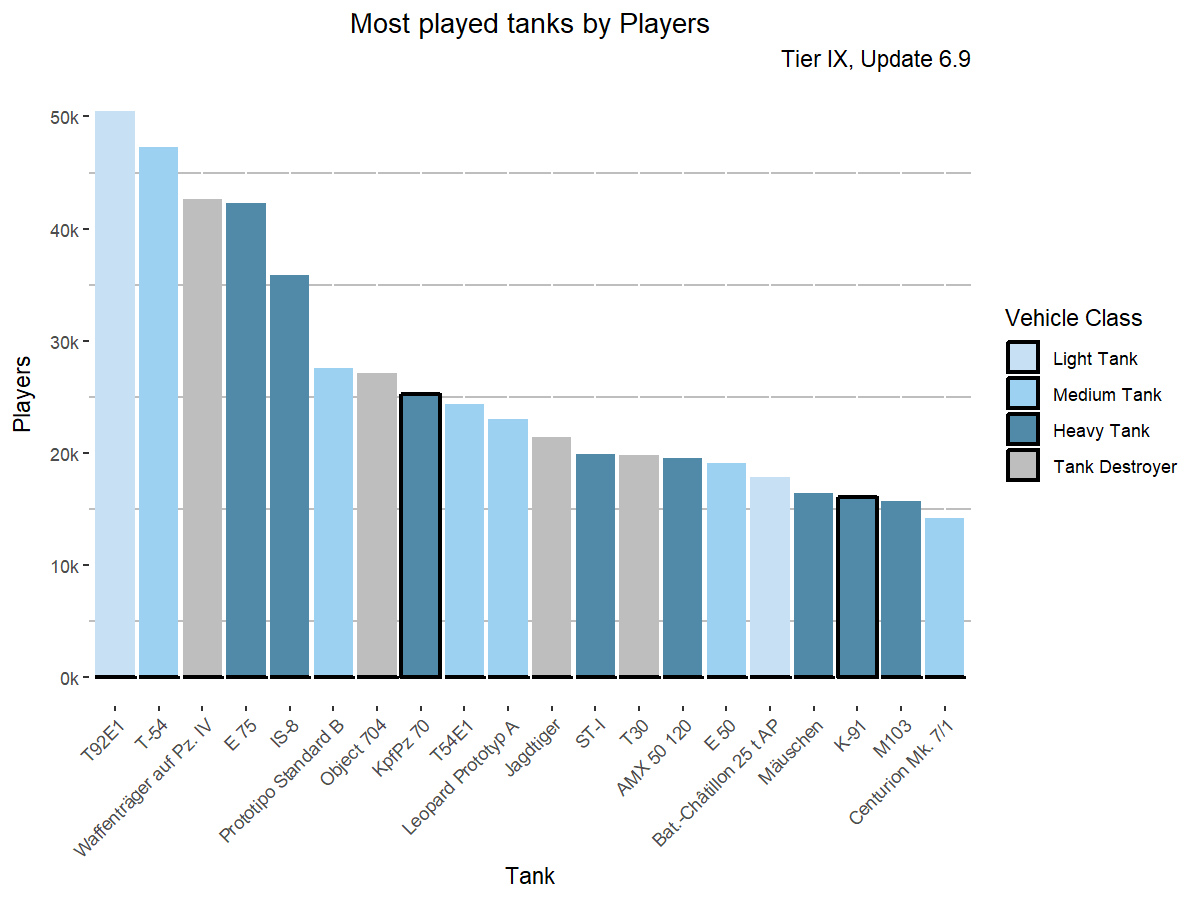 Most played tanks by Players
Tier IX, Update 6.9
50k
40k
30k
20k
10k
0k
Players
T92E1
T-54
Waffenträger auf Pz. IV
E 75
IS-8
Prototipo Standard B
Object 704
KpfPz 70
T54E1
Leopard Prototyp A
Jagdtiger
ST-I
T30
AMX 50 120
E 50
Bat.-Châtillon 25 t AP
Mäuschen
K-91
M103
Centurion Mk. 7/1
Tank
Vehicle Class
Light Tank
Medium Tank
Heavy Tank
Tank Destroyer